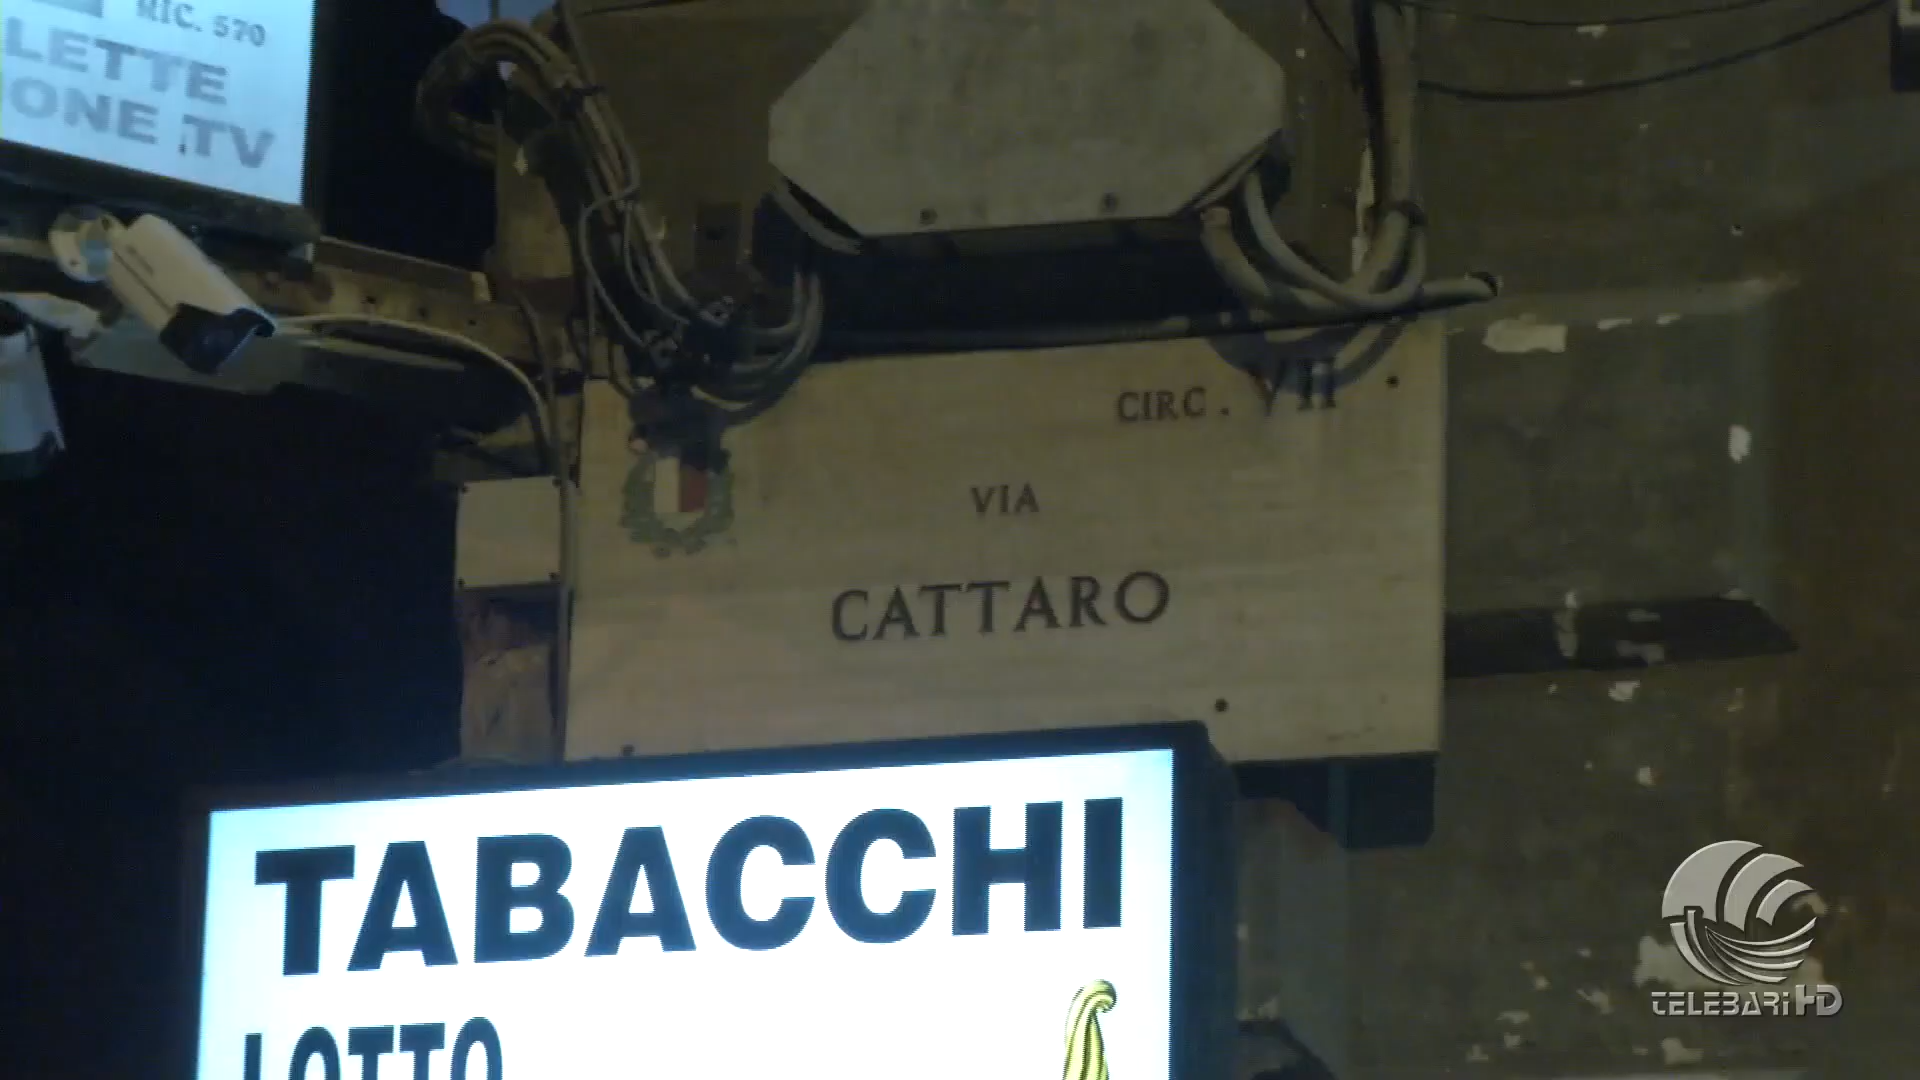 RIC. 570
LETTE
ONE TV
CIRC. VII
VIA
CATTARO
TABACCHI
LOTTO
TELEBARI HD